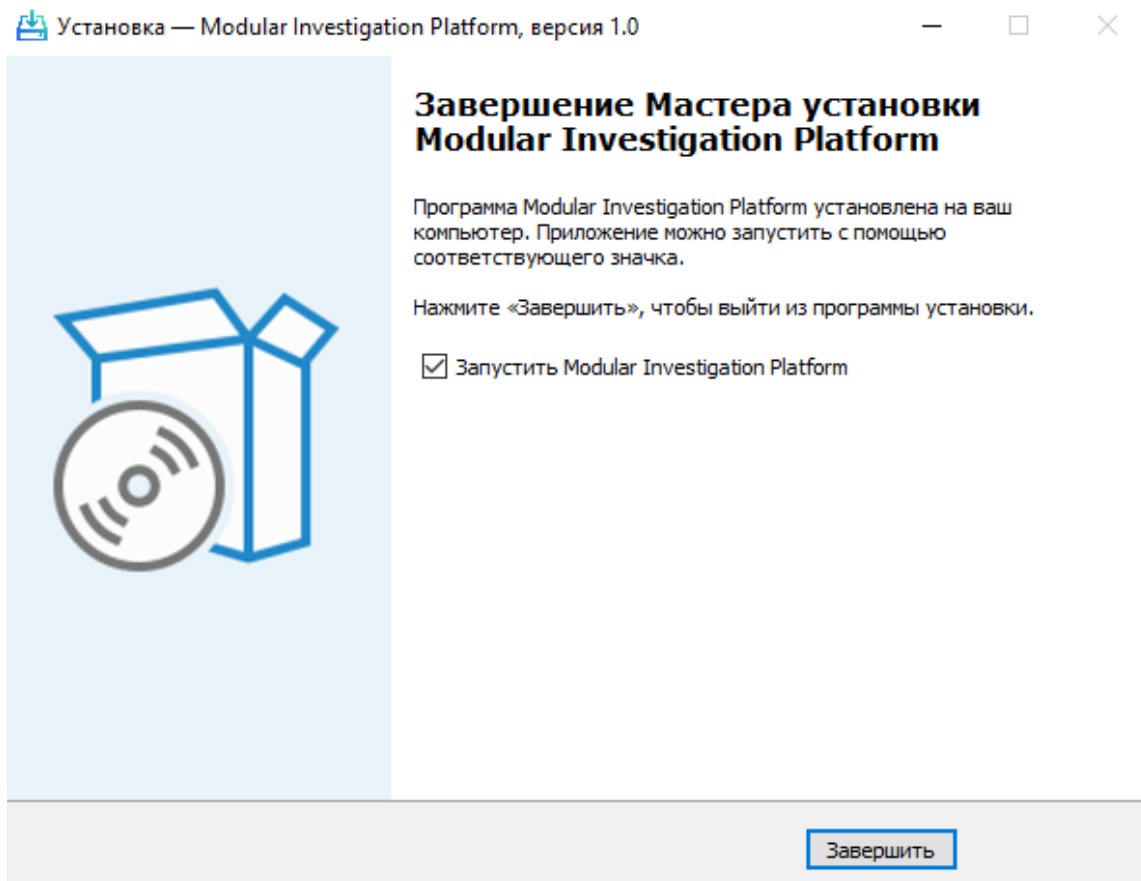 Установка — Modular Investigation Platform, версия 1.0
Завершение Мастера установки
Modular Investigation Platform
Программа Modular Investigation Platform установлена на ваш
компьютер. Приложение можно запустить с помощью
соответствующего значка.
Нажмите «Завершить», чтобы выйти из программы установки.
Запустить Modular Investigation Platform
Завершить